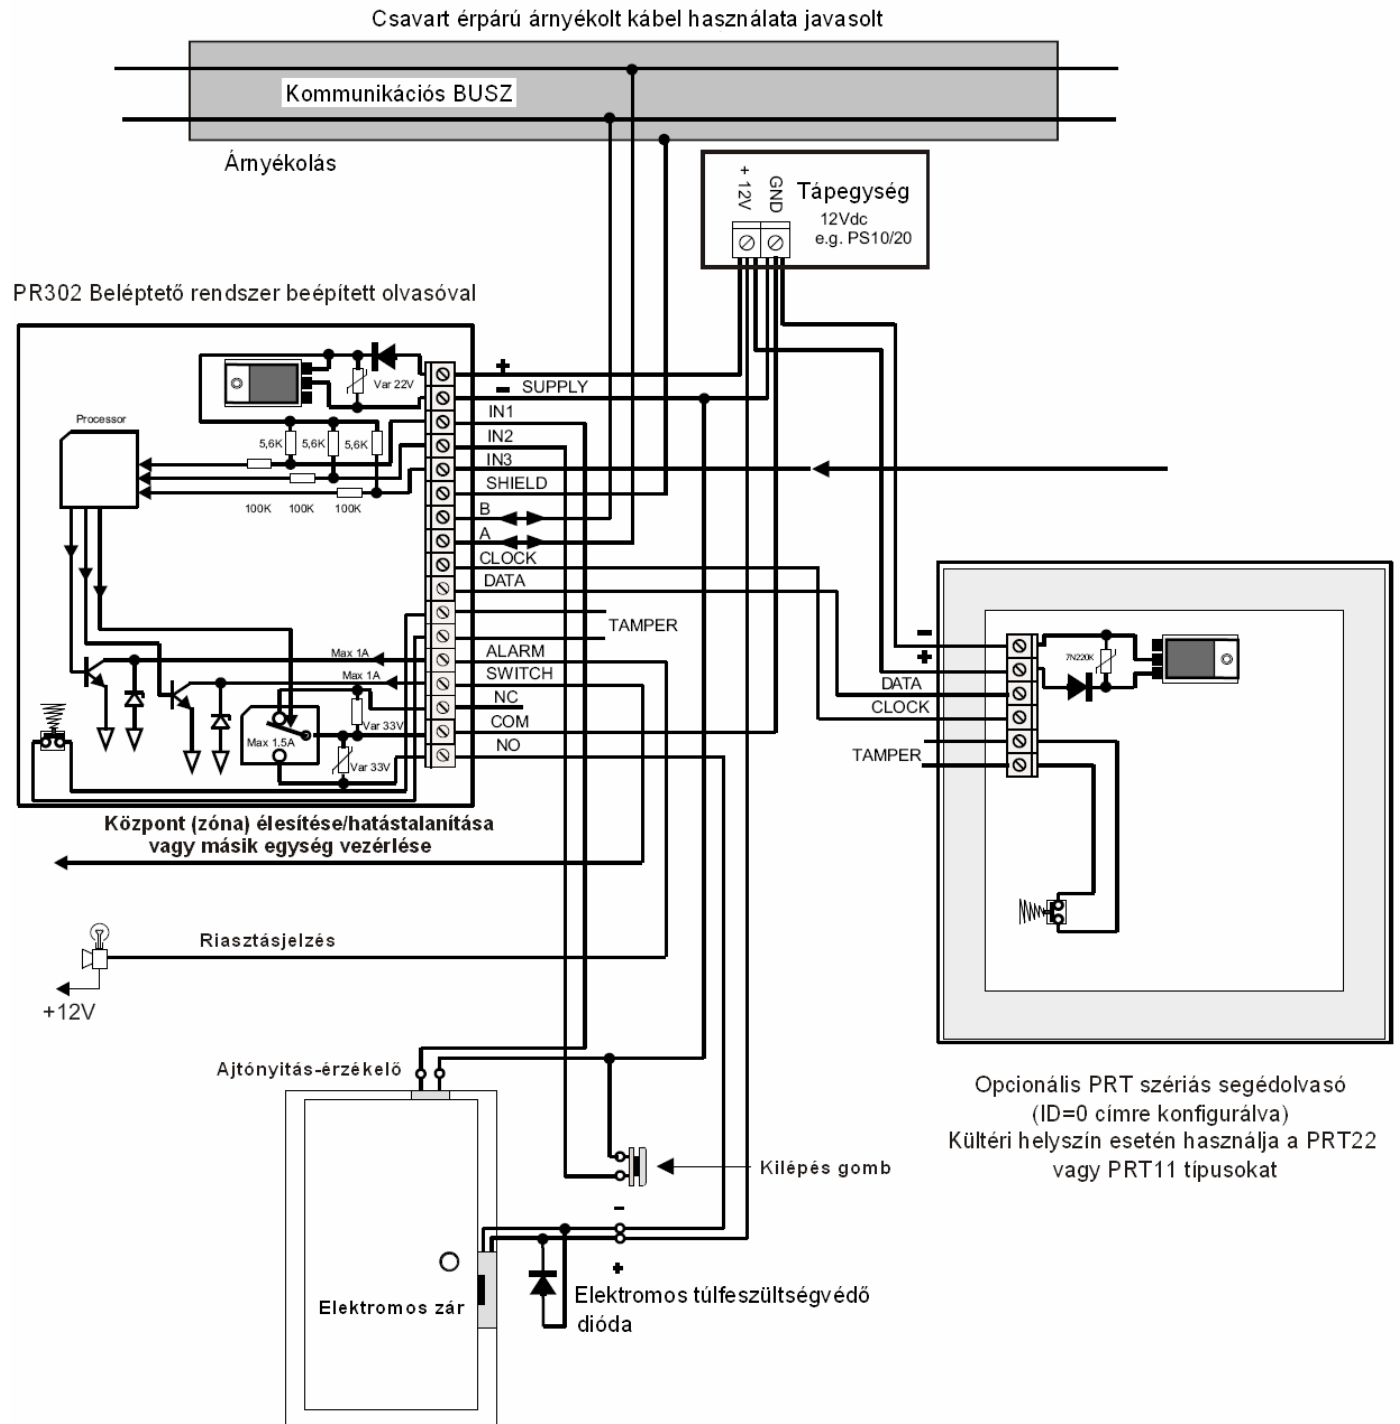 Csavart érpárú árnyékolt kábel használata javasolt
Kommunikációs BUSZ
Árnyékolás
+ 12V
GND
Tápegység
12Vdc
e.g. PS10/20
PR302 Beléptető rendszer beépített olvasóval
Var 22V
Processor
5,6K
5,6K
5,6K
100K
100K
100K
+
-
SUPPLY
IN1
IN2
IN3
SHIELD
B
A
CLOCK
DATA
TAMPER
ALARM
SWITCH
NC
COM
NO
Max 1A
Max 1A
Var 33V
Max 1.5A
Var 33V
-
+
DATA
CLOCK
TAMPER
7N220K
Központ (zóna) élesítése/hatástalanítása
vagy másik egység vezérlése
Riasztásjelzés
+12V
Ajtónyitás-érzékelő
Opcionális PRT szériás segédolvasó
(ID=0 címre konfigurálva)
Kültéri helyszín esetén használja a PRT22
vagy PRT11 típusokat
Kilépés gomb
-
+
Elektromos zár
Elektromos túlfeszültségvédő
dióda